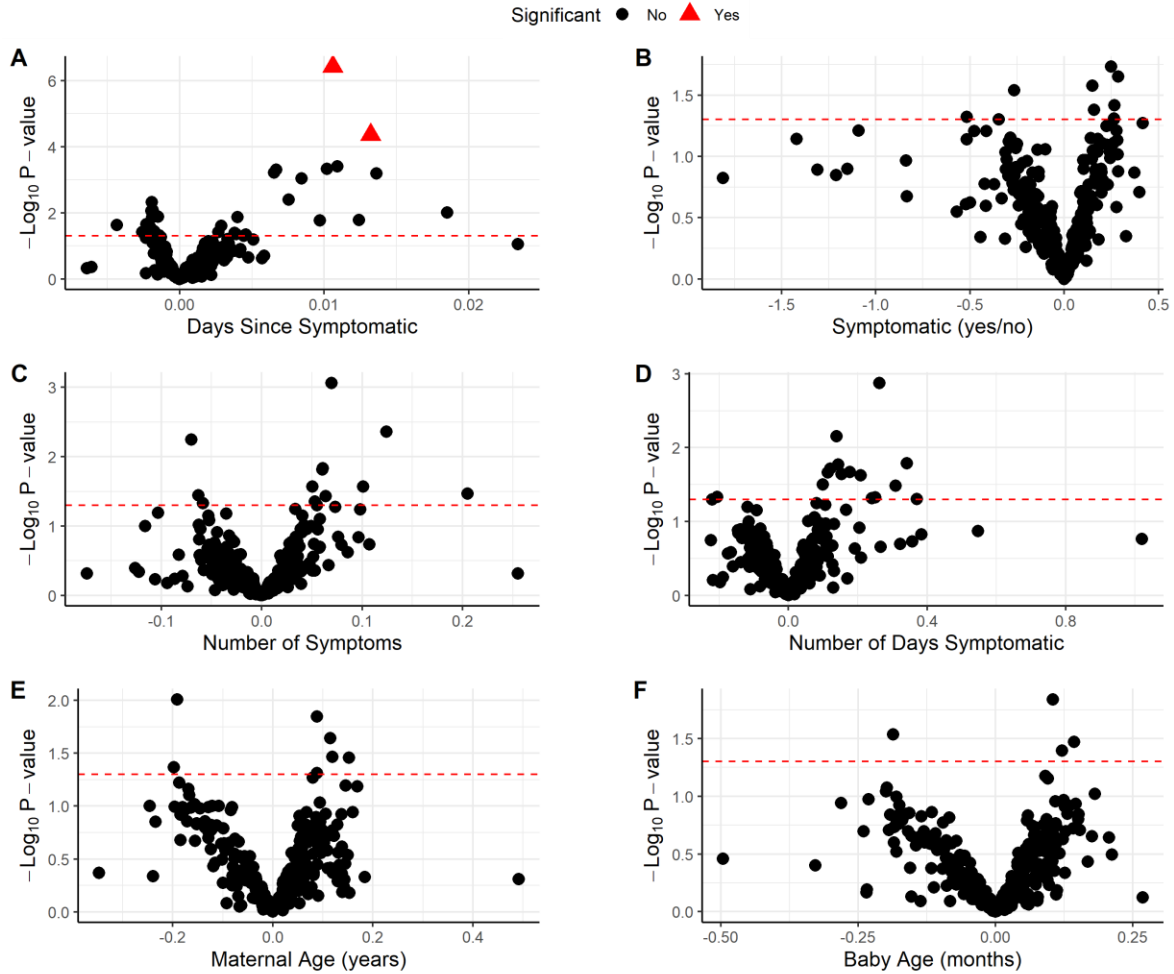 Significant No Yes
A
−Log10 P − value
6
4
2
0
0.00 0.01 0.02
Days Since Symptomatic
B
−Log10 P − value
1.5
1.0
0.5
0.0
-1.5 -1.0 -0.5 0.0 0.5
Symptomatic (yes/no)
C
−Log10 P − value
3
2
1
0
-0.1 0.0 0.1 0.2
Number of Symptoms
D
−Log10 P − value
3
2
1
0
0.0 0.4 0.8
Number of Days Symptomatic
E
−Log10 P − value
2.0
1.5
1.0
0.5
0.0
-0.2 0.0 0.2 0.4
Maternal Age (years)
F
−Log10 P − value
1.5
1.0
0.5
0.0
-0.50 -0.25 0.00 0.25
Baby Age (months)